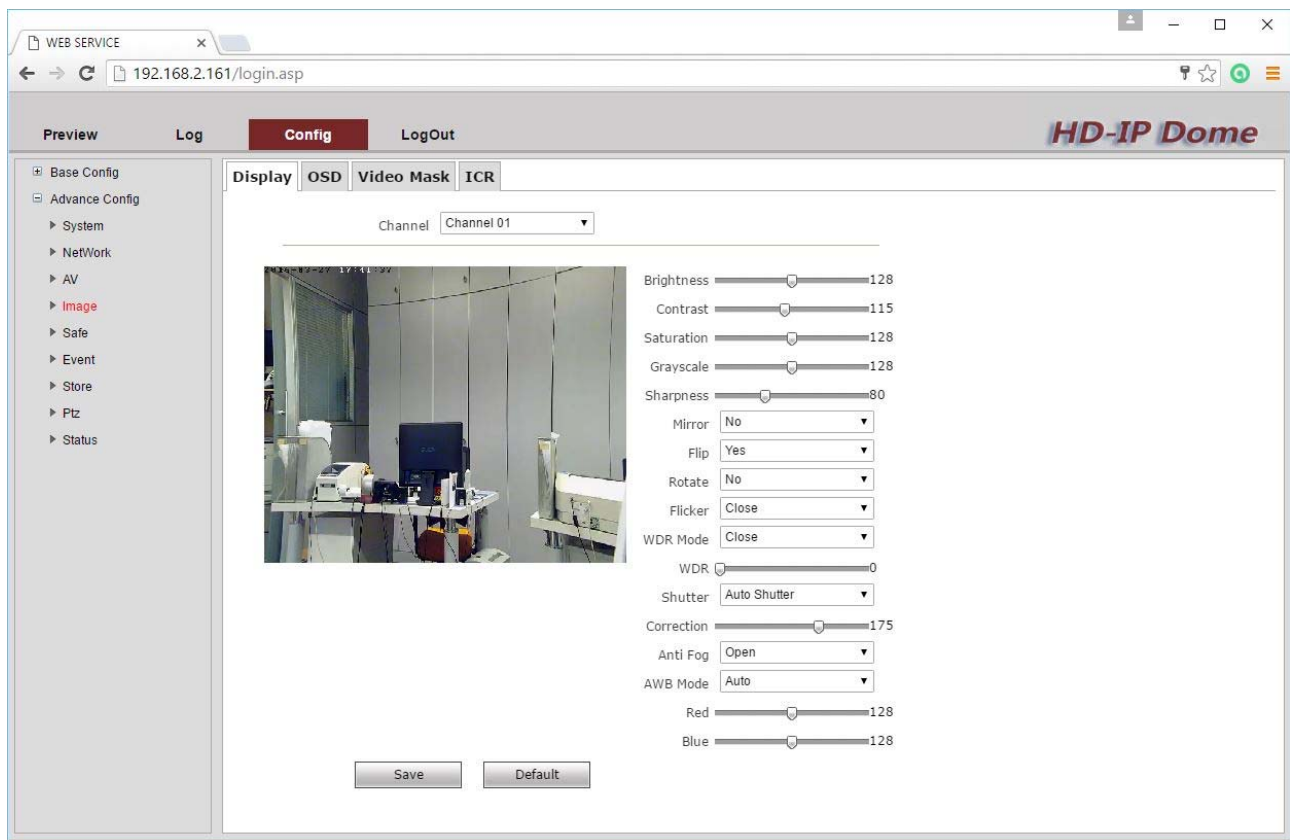 WEB SERVICE
192.168.2.161/login.asp
Preview Log Config LogOut HD-IP Dome
Base Config
Advance Config
System
NetWork
AV
Image
Safe
Event
Store
Ptz
Status
Display OSD Video Mask ICR
Channel Channel 01
Brightness 128
Contrast 115
Saturation 128
Grayscale 128
Sharpness 80
Mirror No
Flip Yes
Rotate No
Flicker Close
WDR Mode Close
WDR 0
Shutter Auto Shutter
Correction 175
Anti Fog Open
AWB Mode Auto
Red 128
Blue 128
Save Default